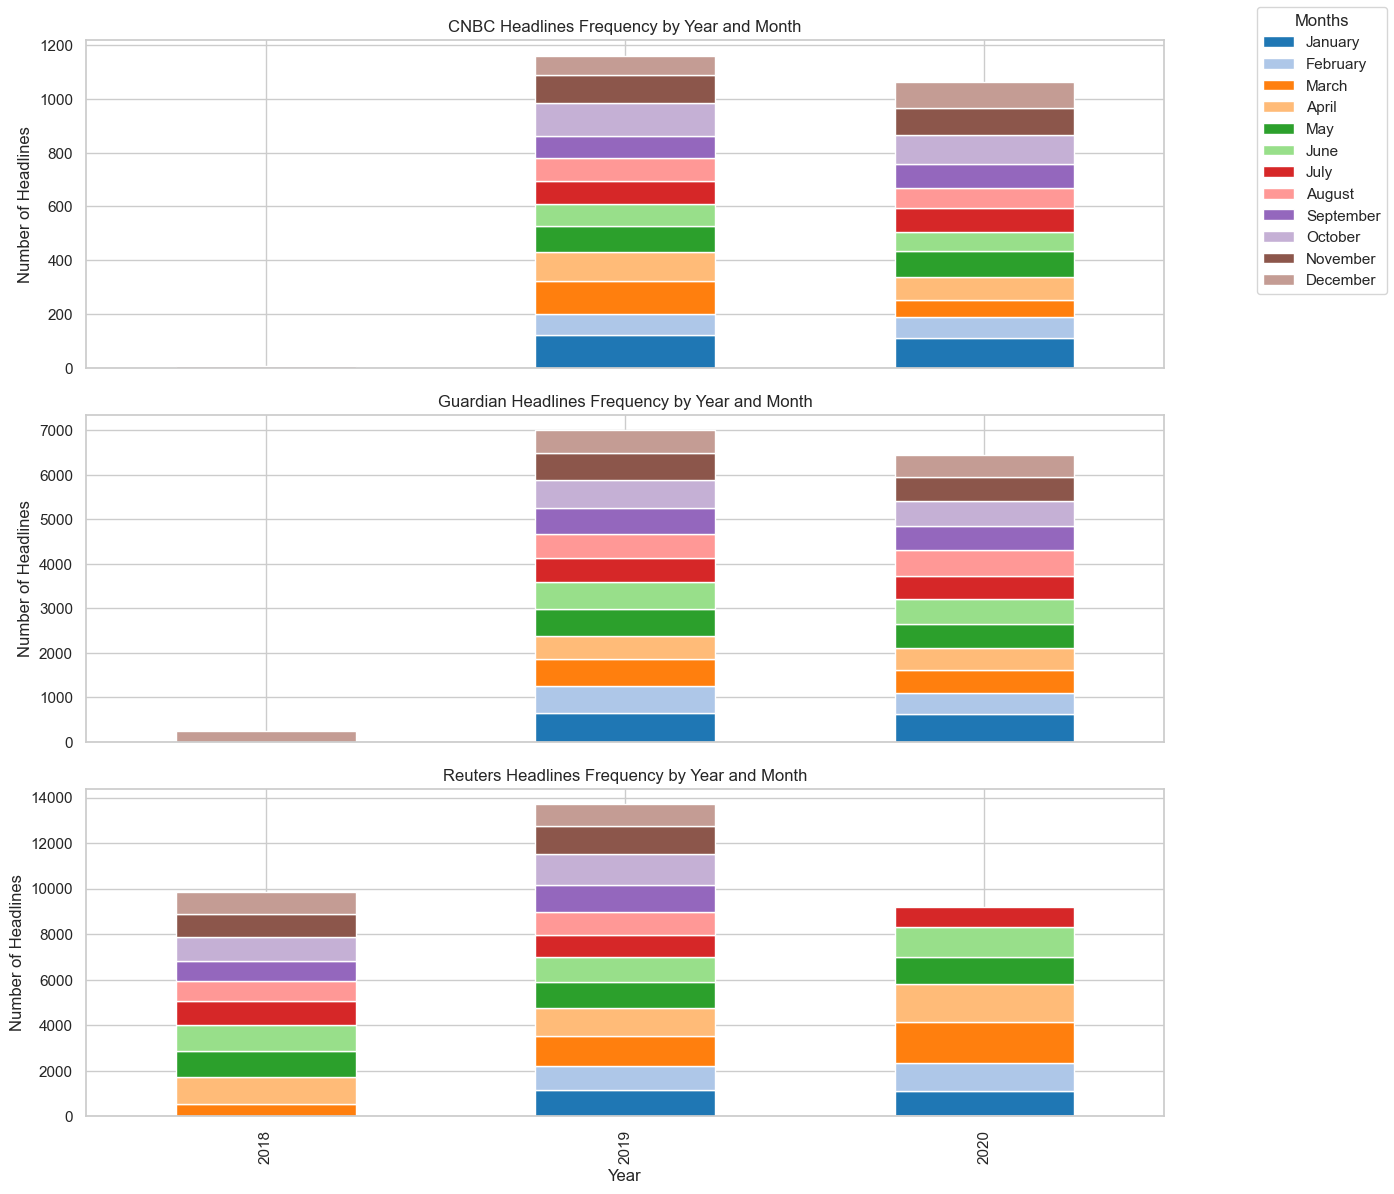 CNBC Headlines Frequency by Year and Month
Number of Headlines
1200
1000
800
600
400
200
0
Months
January
February
March
April
May
June
July
August
September
October
November
December
Guardian Headlines Frequency by Year and Month
Number of Headlines
7000
6000
5000
4000
3000
2000
1000
0
Reuters Headlines Frequency by Year and Month
Number of Headlines
14000
12000
10000
8000
6000
4000
2000
0
2018
2019
2020
Year